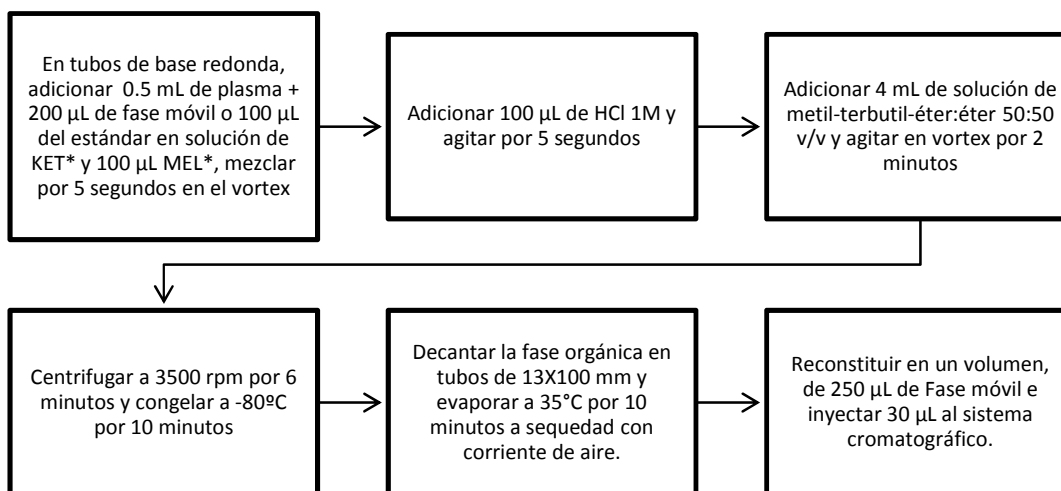 En tubos de base redonda,
adicionar 0.5 mL de plasma +
200 µL de fase móvil o 100 µL
del estándar en solución de
KET* y 100 µL MEL*, mezclar
por 5 segundos en el vortex
Adicionar 100 µL de HCl 1M y
agitar por 5 segundos
Adicionar 4 mL de solución de
metil-terbutil-éter:éter 50:50
v/v y agitar en vortex por 2
minutos
Centrifugar a 3500 rpm por 6
minutos y congelar a -80ºC
por 10 minutos
Decantar la fase orgánica en
tubos de 13X100 mm y
evaporar a 35°C por 10
minutos a sequedad con
corriente de aire.
Reconstituir en un volumen,
de 250 µL de Fase móvil e
inyectar 30 µL al sistema
cromatográfico.